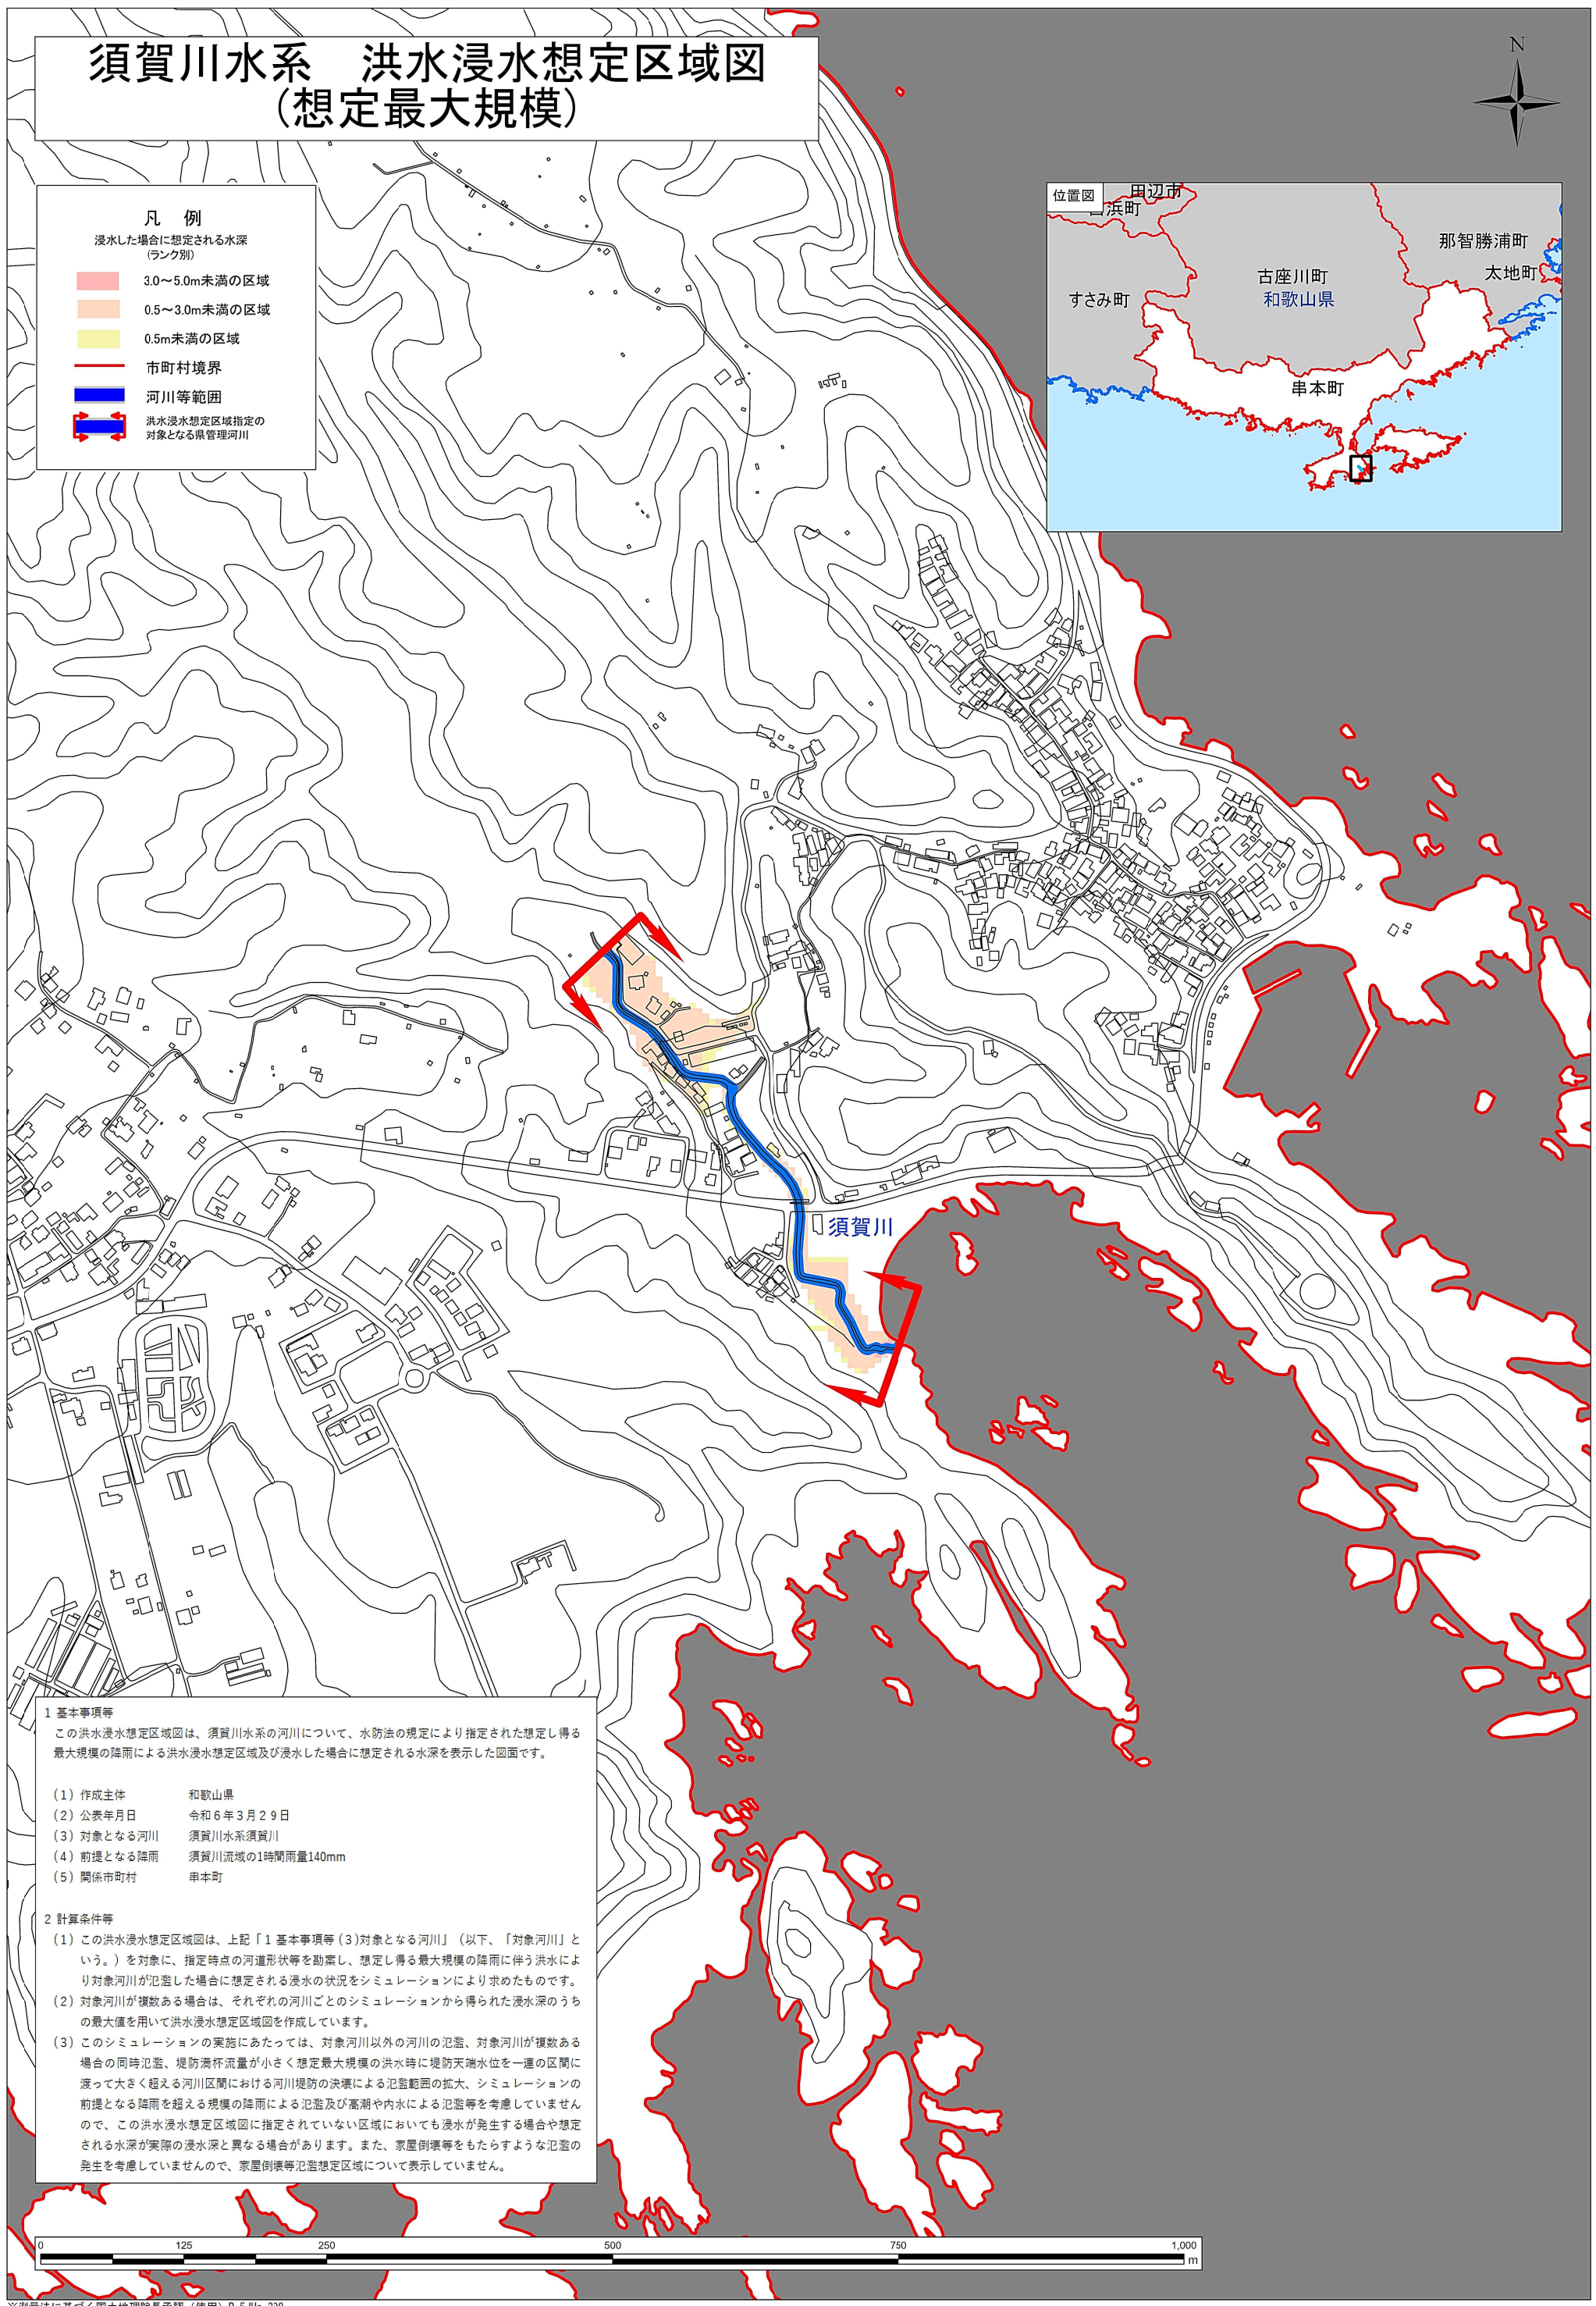 須賀川水系　洪水浸水想定区域図
(想定最大規模)
N
凡　例
浸水した場合に想定される水深
(ランク別)
3.0～5.0m未満の区域
0.5～3.0m未満の区域
0.5m未満の区域
市町村境界
河川等範囲
洪水浸水想定区域指定の
対象となる県管理河川
位置図
田辺市
浜町
那智勝浦町
太地町
古座川町
和歌山県
すさみ町
串本町
須賀川
1 基本事項等
この洪水浸水想定区域図は、須賀川水系の河川について、水防法の規定により指定された想定し得る
最大規模の降雨による洪水浸水想定区域及び浸水した場合に想定される水深を表示した図面です。
(1) 作成主体　和歌山県
(2) 公表年月日　令和６年３月２９日
(3) 対象となる河川　須賀川水系須賀川
(4) 前提となる降雨　須賀川流域の1時間雨量140mm
(5) 関係市町村　串本町
2 計算条件等
(1) この洪水浸水想定区域図は、上記「１基本事項等(3)対象となる河川」（以下、「対象河川」と
いう。）を対象に、指定時点の河道形状等を勘案し、想定し得る最大規模の降雨に伴う洪水によ
り対象河川が氾濫した場合に想定される浸水の状況をシミュレーションにより求めたものです。
(2) 対象河川が複数ある場合は、それぞれの河川ごとのシミュレーションから得られた浸水深のうち
の最大値を用いて洪水浸水想定区域図を作成しています。
(3) このシミュレーションの実施にあたっては、対象河川以外の河川の氾濫、対象河川が複数ある
場合の同時氾濫、堤防満杯流量が小さく想定最大規模の洪水時に堤防天端水位を一連の区間に
渡って大きく超える河川区間における河川堤防の決壊による氾濫範囲の拡大、シミュレーションの
前提となる降雨を超える規模の降雨による氾濫及び高潮や内水による氾濫等を考慮していません
ので、この洪水浸水想定区域図に指定されていない区域においても浸水が発生する場合や想定
される水深が実際の浸水深と異なる場合があります。また、家屋倒壊等をもたらすような氾濫の
発生を考慮していませんので、家屋倒壊等氾濫想定区域について表示していません。
0 125 250 500 750 1,000
m